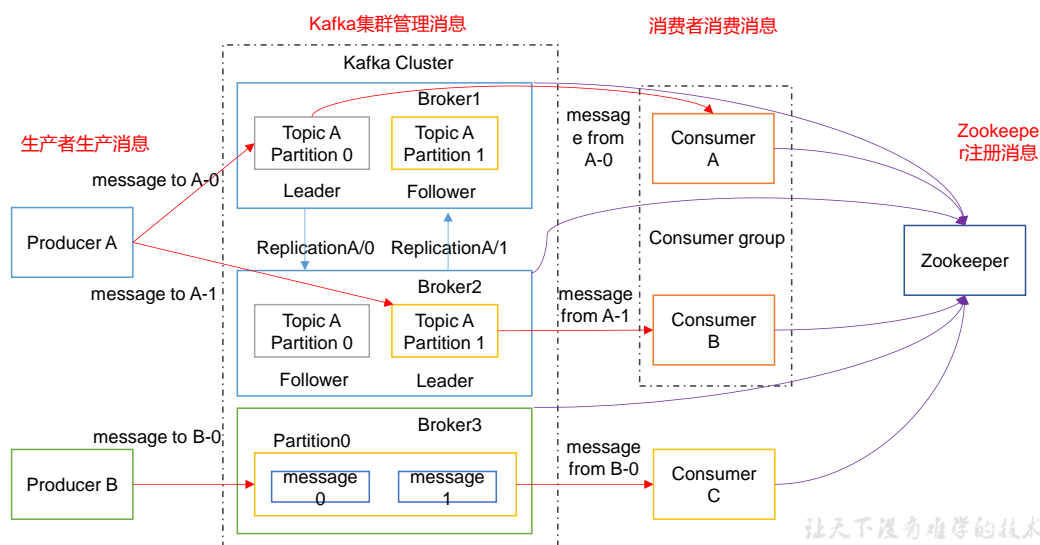 Kafka集群管理消息
消费者消费消息
Kafka Cluster
Broker1
Topic A
Partition 0
Topic A
Partition 1
Leader
Follower
生产者生产消息
message to A-0
Producer A
message to A-1
ReplicationA/0
ReplicationA/1
Broker2
Topic A
Partition 0
Topic A
Partition 1
Follower
Leader
messag
e from
A-0
Consumer
A
Consumer group
message
from A-1
Consumer
B
Zookeepe
r注册消息
Zookeeper
message to B-0
Producer B
Broker3
Partition0
message
0
message
1
message
from B-0
Consumer
C
让天下没有难学的技术